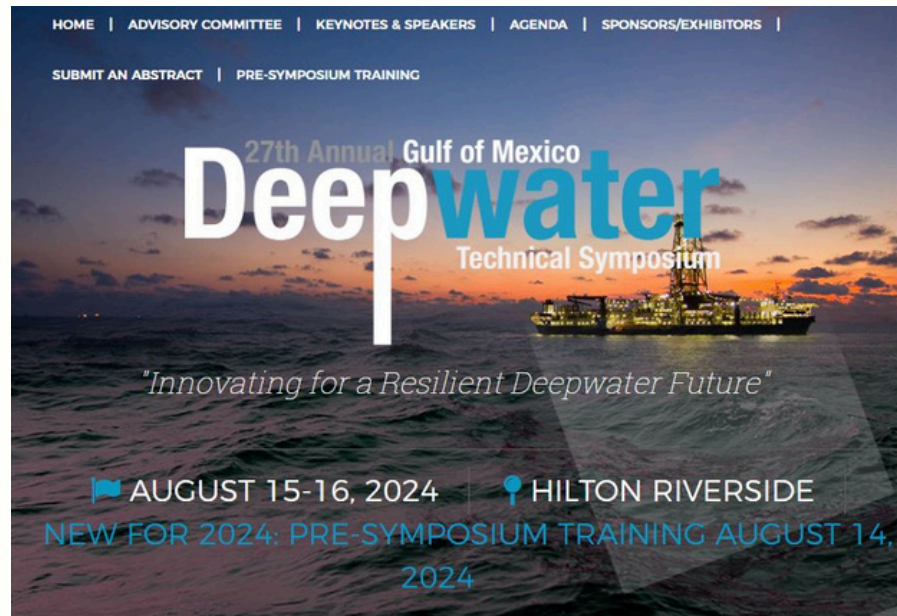 HOME | ADVISORY COMMITTEE | KEYNOTES & SPEAKERS | AGENDA | SPONSORS/EXHIBITORS |
SUBMIT AN ABSTRACT | PRE-SYMPOSIUM TRAINING
27th Annual Gulf of Mexico
Deepwater
Technical Symposium
"Innovating for a Resilient Deepwater Future"
AUGUST 15-16, 2024 | HILTON RIVERSIDE
NEW FOR 2024: PRE-SYMPOSIUM TRAINING AUGUST 14,
2024